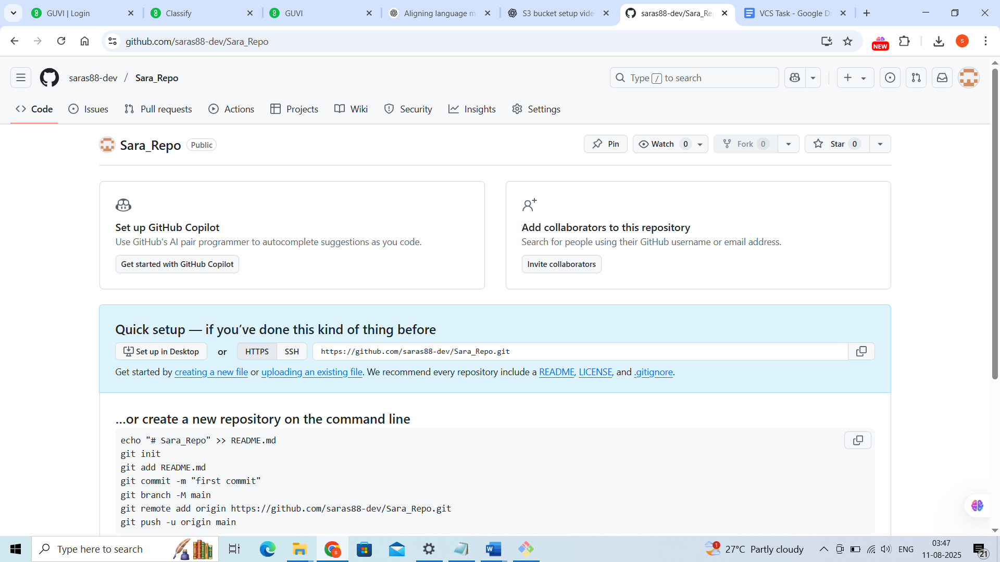 GUVI | Login
Classify
GUVI
Aligning language m
S3 bucket setup vide
saras88-dev/Sara_Re
VCS Task - Google Do
github.com/saras88-dev/Sara_Repo
NEW
S
saras88-dev / Sara_Repo
Type / to search
Code
Issues
Pull requests
Actions
Projects
Wiki
Security
Insights
Settings
Sara_Repo Public
Pin
Watch 0
Fork 0
Star 0
Set up GitHub Copilot
Use GitHub's AI pair programmer to autocomplete suggestions as you code.
Get started with GitHub Copilot
Add collaborators to this repository
Search for people using their GitHub username or email address.
Invite collaborators
Quick setup — if you’ve done this kind of thing before
Set up in Desktop or HTTPS SSH https://github.com/saras88-dev/Sara_Repo.git
Get started by creating a new file or uploading an existing file. We recommend every repository include a README, LICENSE, and .gitignore.
…or create a new repository on the command line
echo "# Sara_Repo" >> README.md
git init
git add README.md
git commit -m "first commit"
git branch -M main
git remote add origin https://github.com/saras88-dev/Sara_Repo.git
git push -u origin main
Type here to search
1
27°C Partly cloudy
ENG
03:47
11-08-2025
21